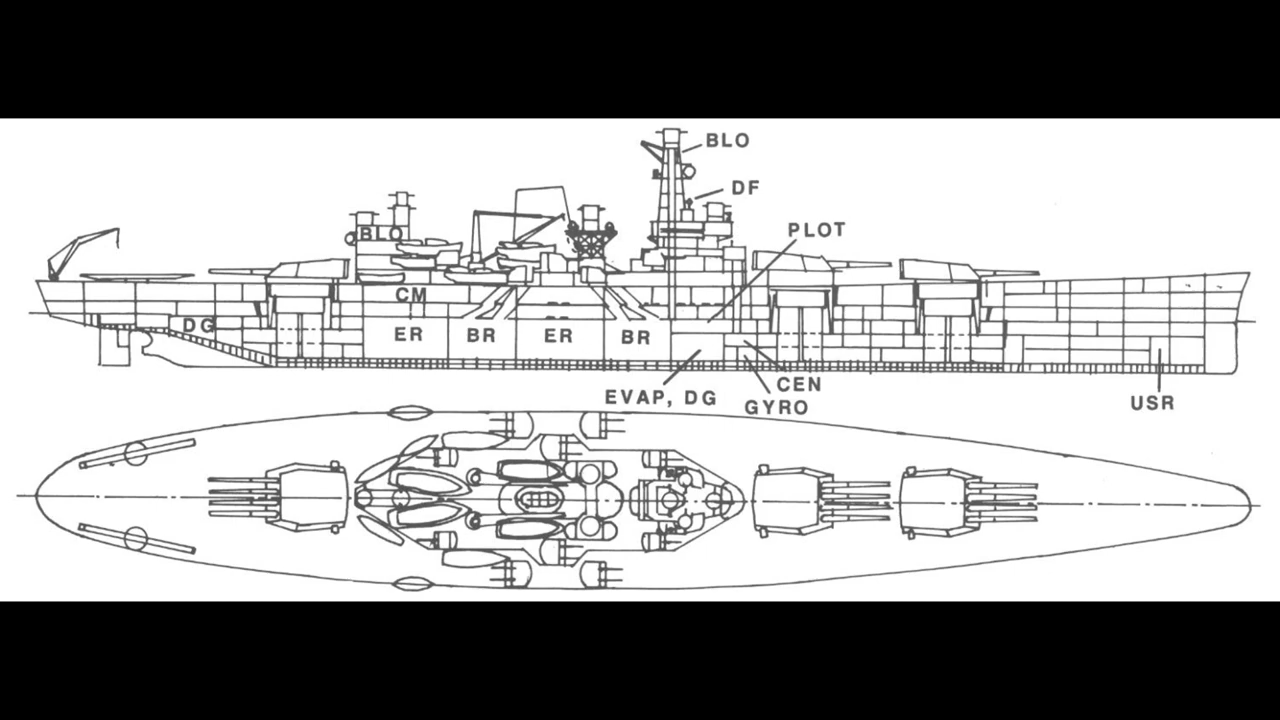 BLO
DF
PLOT
BLO
CM
DG
ER
BR
ER
BR
EVAP, DG
CEN
GYRO
USR